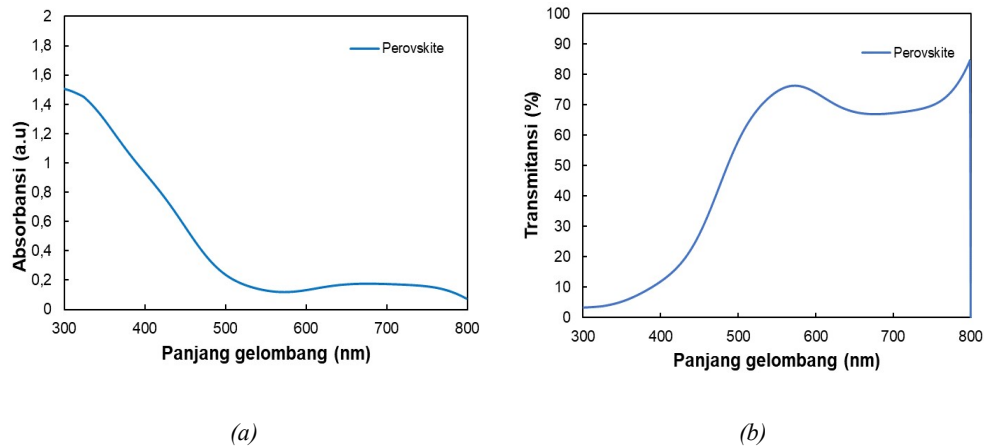 2
1,8
1,6
1,4
1,2
1
0,8
0,6
0,4
0,2
0
Absorbansi (a.u)
Perovskite
300 400 500 600 700 800
Panjang gelombang (nm)
(a)
100
90
80
70
60
50
40
30
20
10
0
Transmitansi (%)
Perovskite
300 400 500 600 700 800
Panjang gelombang (nm)
(b)